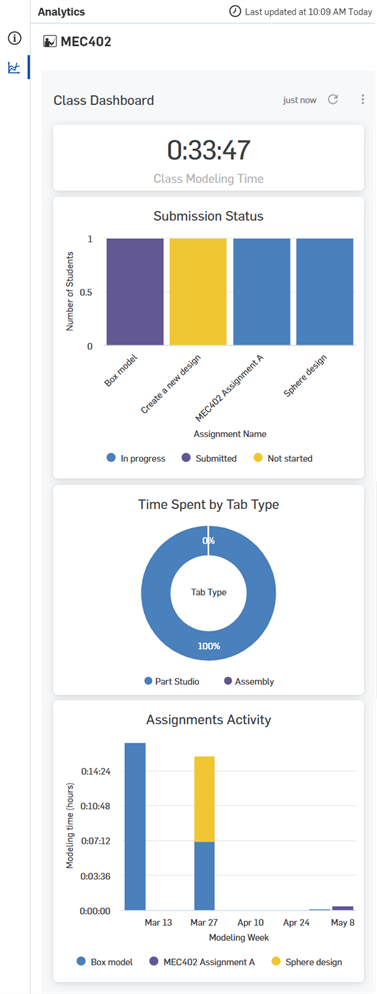 Analytics
Last updated at 10:09 AM Today
MEC402
Class Dashboard
just now
0:33:47
Class Modeling Time
Submission Status
Number of Students
1
0.5
0
Box model
Create a new design
MEC402 Assignment A
Sphere design
Assignment Name
In progress
Submitted
Not started
Time Spent by Tab Type
0%
Tab Type
100%
Part Studio
Assembly
Assignments Activity
Modeling time (hours)
0:14:24
0:10:48
0:07:12
0:03:36
0:00:00
Mar 13
Mar 27
Apr 10
Apr 24
May 8
Modeling Week
Box model
MEC402 Assignment A
Sphere design